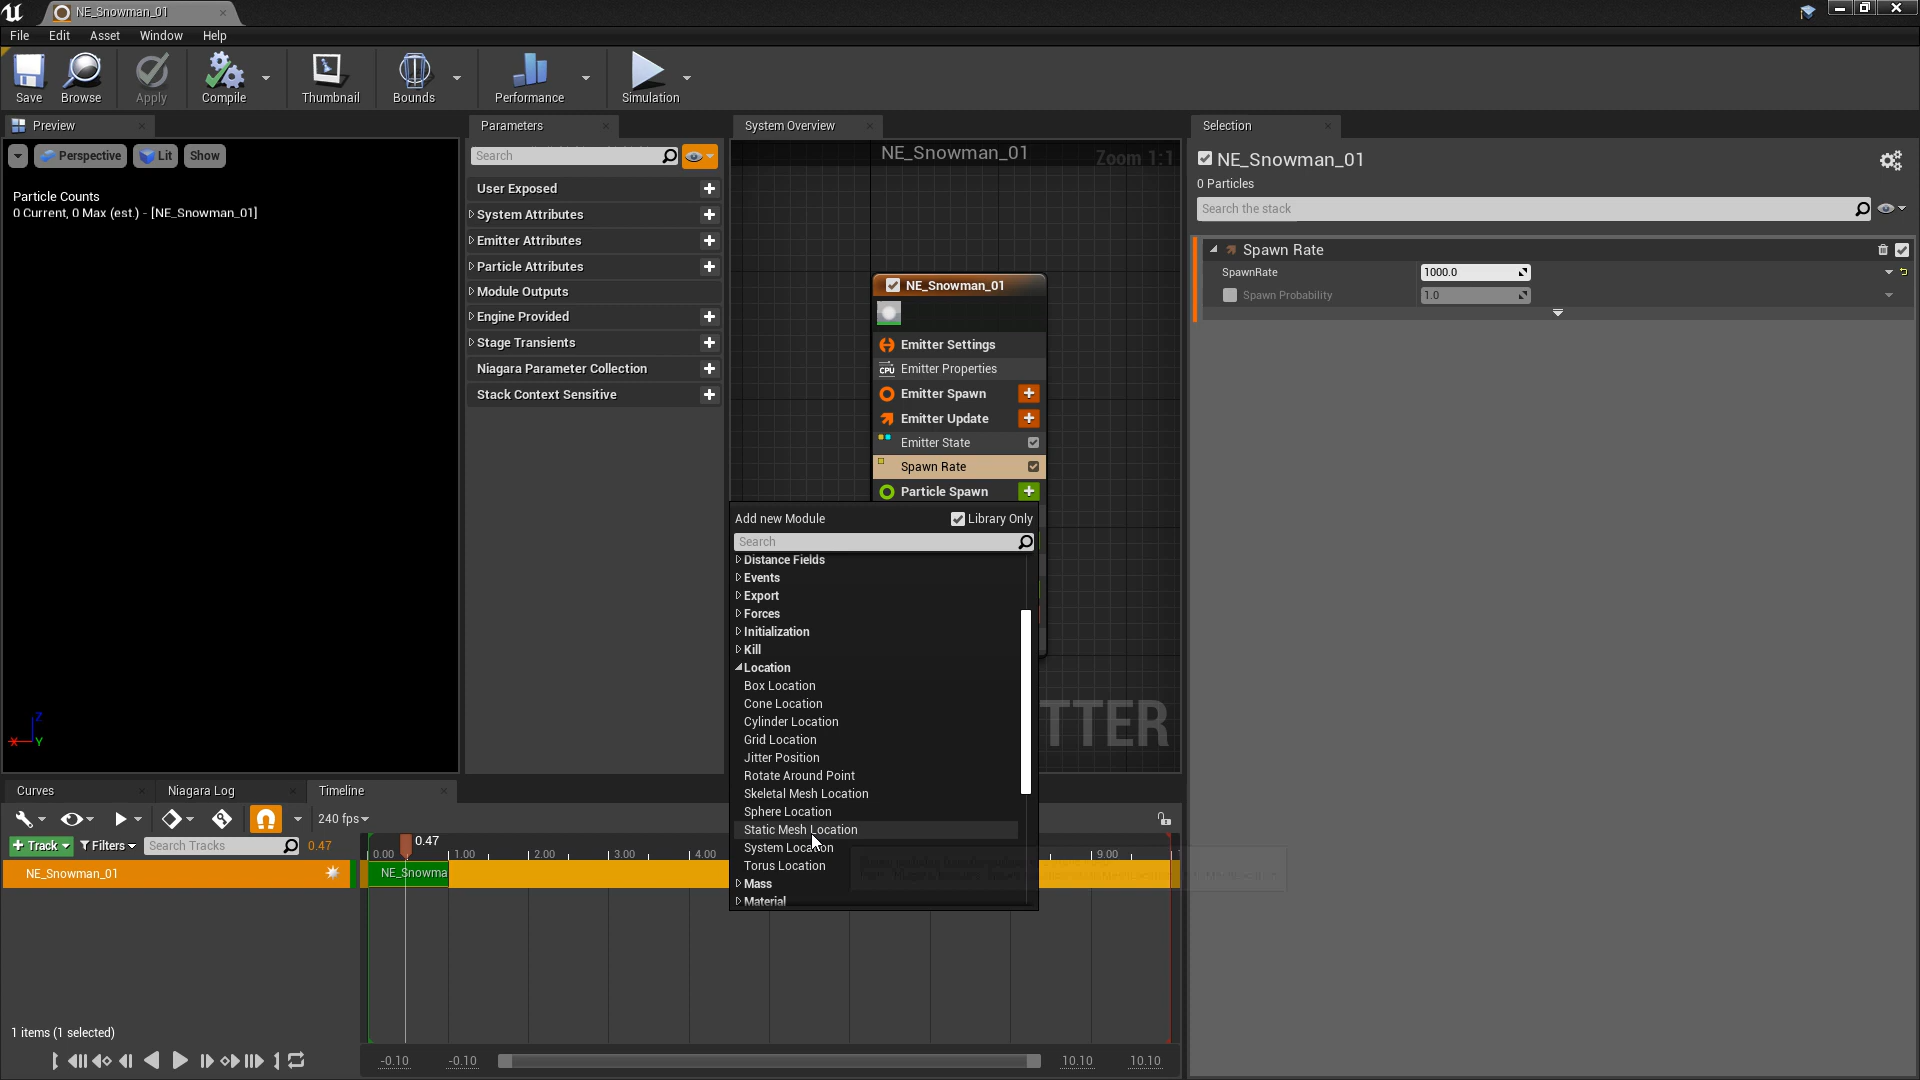 NE_Snowman_01
File Edit Asset Window Help
Save Browse Apply Compile Thumbnail Bounds Performance Simulation
Preview
Perspective Lit Show
Particle Counts
0 Current, 0 Max (est.) - [NE_Snowman_01]
Z
X Y
Parameters
Search
User Exposed
System Attributes
Emitter Attributes
Particle Attributes
Module Outputs
Engine Provided
Stage Transients
Niagara Parameter Collection
Stack Context Sensitive
System Overview
NE_Snowman_01 Zoom 1:1
NE_Snowman_01
Emitter Settings
CPU Emitter Properties
Emitter Spawn
Emitter Update
Emitter State
Spawn Rate
Particle Spawn
TTER
Add new Module Library Only
Search
Distance Fields
Events
Export
Forces
Initialization
Kill
Location
Box Location
Cone Location
Cylinder Location
Grid Location
Jitter Position
Rotate Around Point
Skeletal Mesh Location
Sphere Location
Static Mesh Location
System Location
Torus Location
Mass
Material
Selection
NE_Snowman_01
0 Particles
Search the stack
Spawn Rate
SpawnRate 1000.0
Spawn Probability 1.0
Curves Niagara Log Timeline
240 fps
+ Track Filters Search Tracks 0.47
0.47
0.00 1.00 2.00 3.00 4.00 9.00
NE_Snowman_01 NE_Snowma
1 items (1 selected)
-0.10 -0.10 10.10 10.10